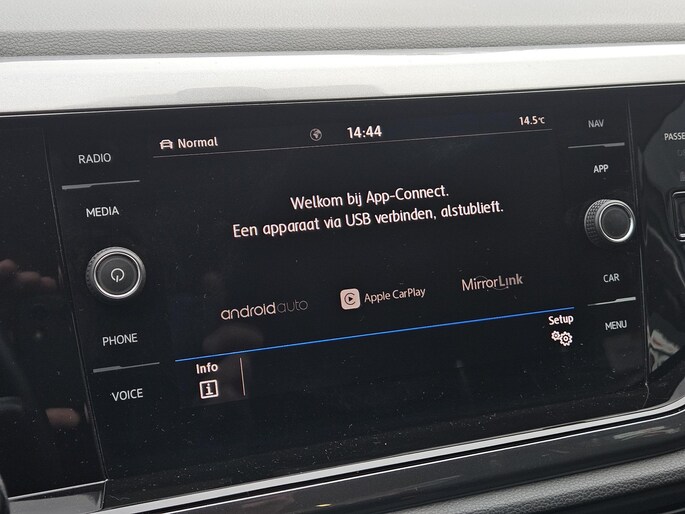 RADIO
MEDIA
PHONE
VOICE
Normal
14:44
14.5°C
Welkom bij App-Connect.
Een apparaat via USB verbinden, alstublieft.
androidauto
Apple CarPlay
MirrorLink
Setup
Info
i
NAV
APP
CAR
MENU